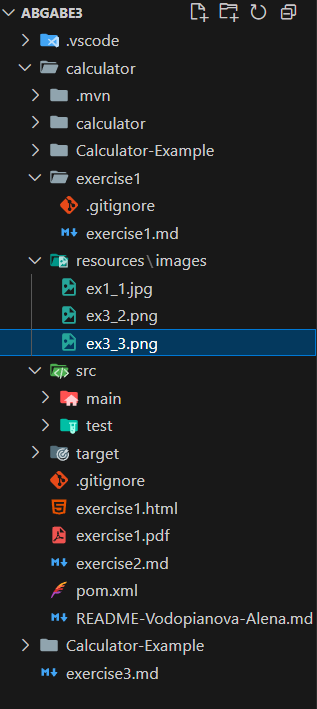 ABGABE3
.vscode
calculator
.mvn
calculator
Calculator-Example
exercise1
.gitignore
exercise1.md
resources\images
ex1_1.jpg
ex3_2.png
ex3_3.png
src
main
test
target
.gitignore
exercise1.html
exercise1.pdf
exercise2.md
pom.xml
README-Vodopianova-Alena.md
Calculator-Example
exercise3.md